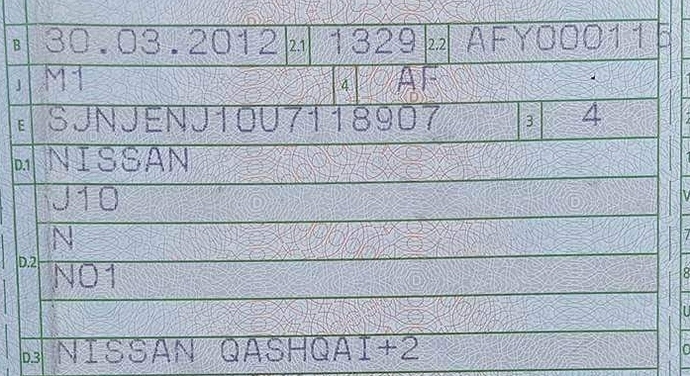 B 30.03.2012 2.1 1329 2.2 AFY000115
J M1 4 AF
E SJNJENJ10U7118907 3 4
D.1 NISSAN
J10
N
D.2
N01
D.3 NISSAN QASHQAI+2